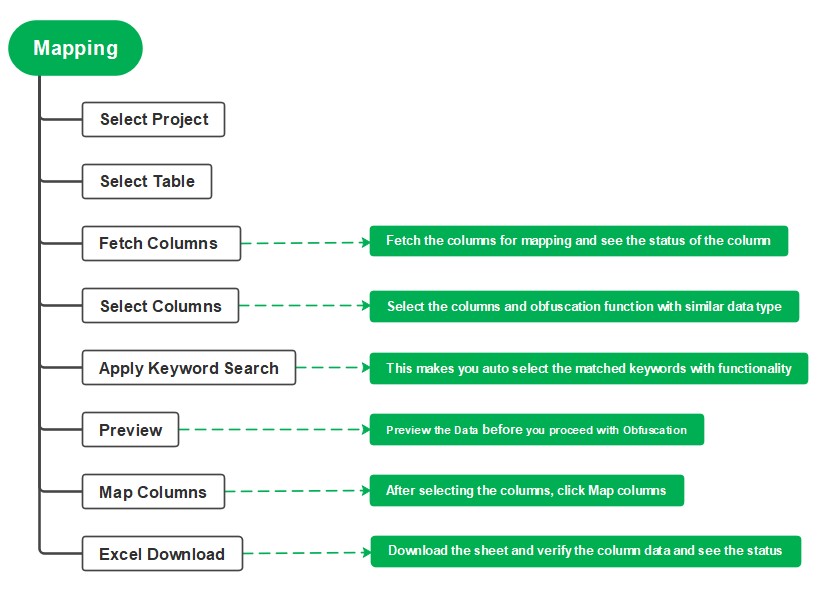 Mapping
Select Project
Select Table
Fetch Columns
Fetch the columns for mapping and see the status of the column
Select Columns
Select the columns and obfuscation function with similar data type
Apply Keyword Search
This makes you auto select the matched keywords with functionality
Preview
Preview the Data before you proceed with Obfuscation
Map Columns
After selecting the columns, click Map columns
Excel Download
Download the sheet and verify the column data and see the status